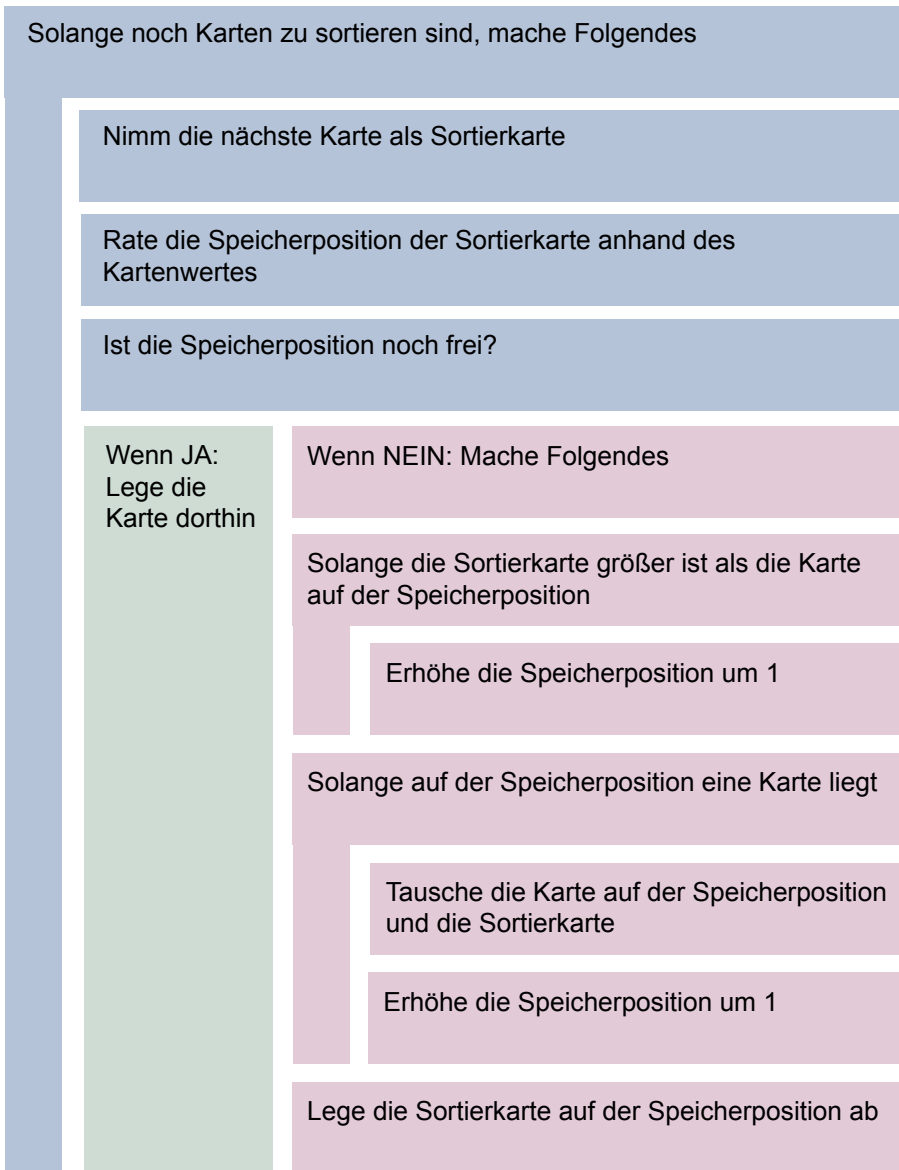 Solange noch Karten zu sortieren sind, mache Folgendes
Nimm die nächste Karte als Sortierkarte
Rate die Speicherposition der Sortierkarte anhand des
Kartenwertes
Ist die Speicherposition noch frei?
Wenn JA:
Lege die
Karte dorthin
Wenn NEIN: Mache Folgendes
Solange die Sortierkarte größer ist als die Karte
auf der Speicherposition
Erhöhe die Speicherposition um 1
Solange auf der Speicherposition eine Karte liegt
Tausche die Karte auf der Speicherposition
und die Sortierkarte
Erhöhe die Speicherposition um 1
Lege die Sortierkarte auf der Speicherposition ab